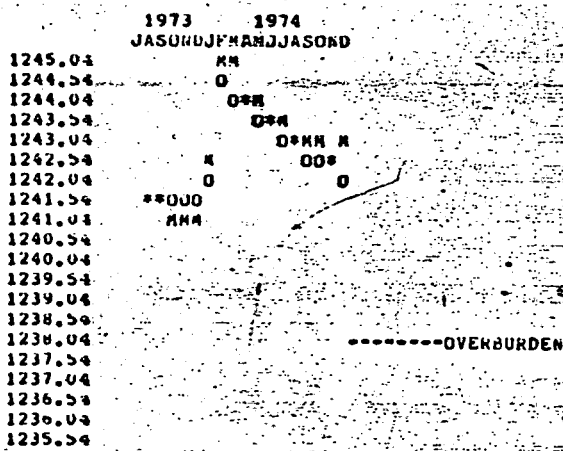 1973 1974
JASONDJFMAMJJASOND
1245.04 MM
1244.54 O
1244.04 O*M
1243.54 O*M
1243.04 O*MM M
1242.54 M OO*
1242.04 O O
1241.54 **OOO
1241.04 MMM
1240.54
1240.04
1239.54
1239.04
1238.54
1238.04 --------OVERBURDEN
1237.54
1237.04
1236.54
1236.04
1235.54